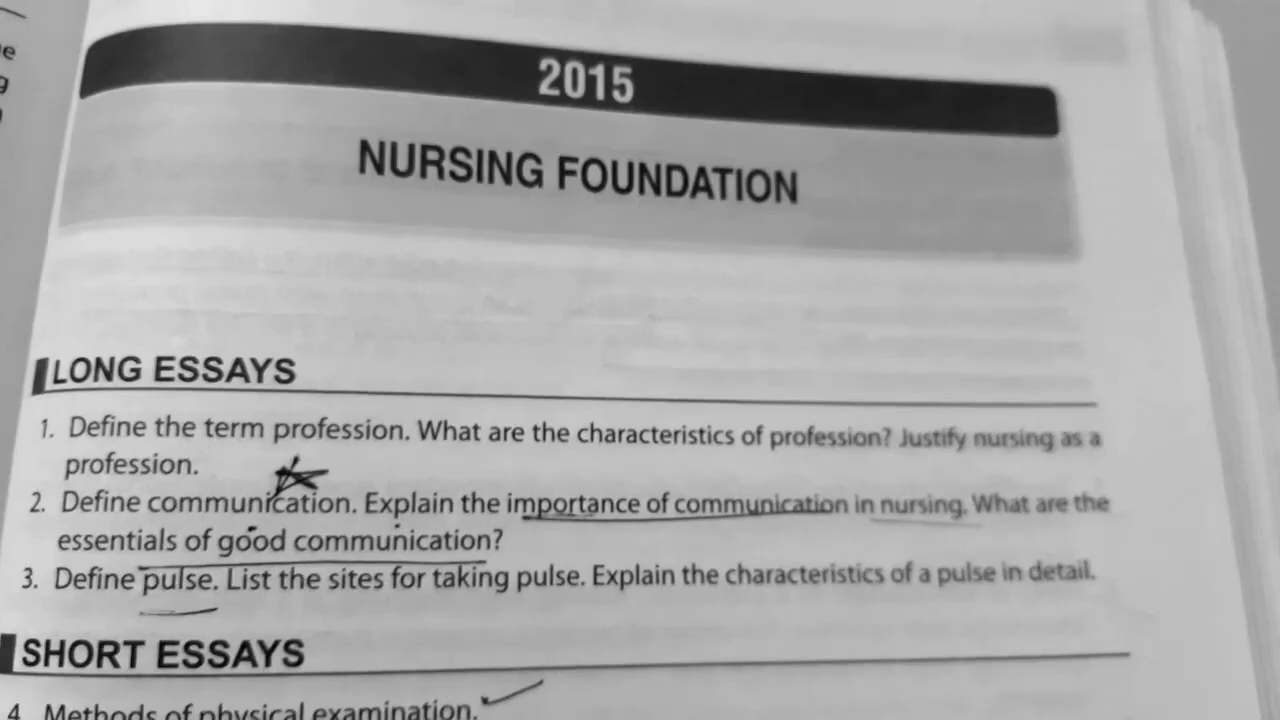 e
g
2015
NURSING FOUNDATION
LONG ESSAYS
1. Define the term profession. What are the characteristics of profession? Justify nursing as a
profession.
2. Define communication. Explain the importance of communication in nursing. What are the
essentials of good communication?
3. Define pulse. List the sites for taking pulse. Explain the characteristics of a pulse in detail.
SHORT ESSAYS
4. Methods of physical examination.